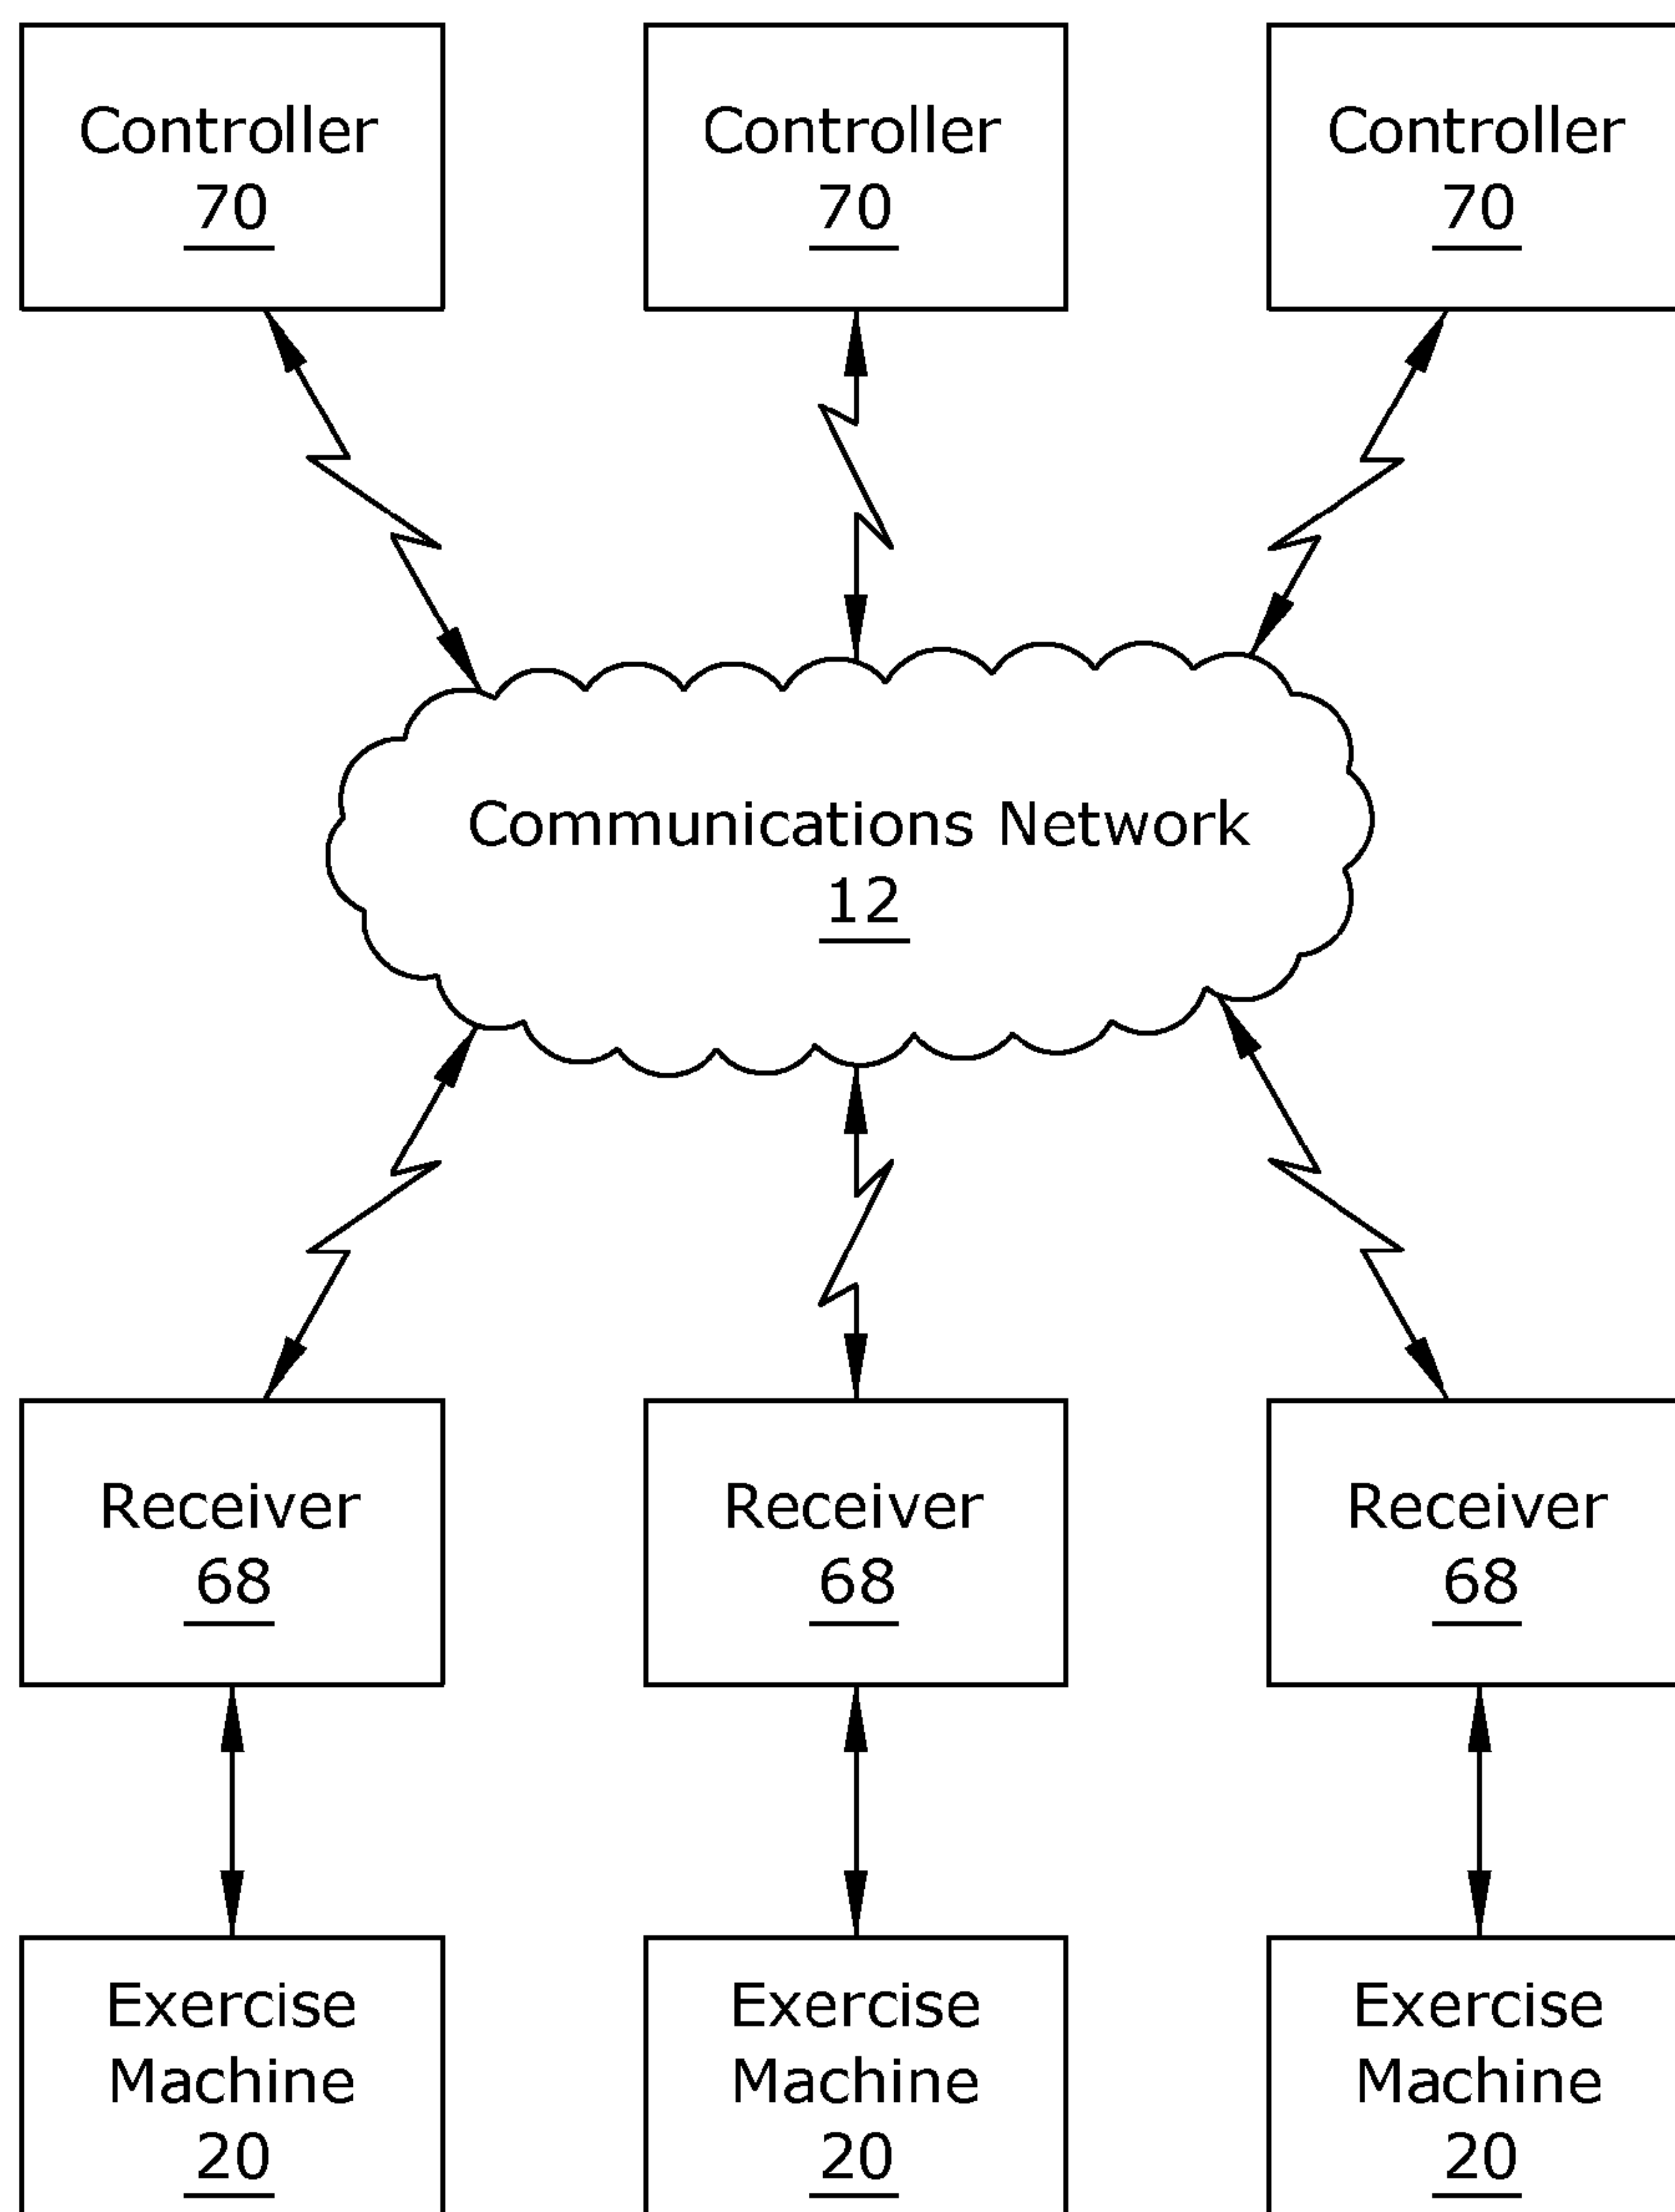 Controller
70
Controller
70
Controller
70
Communications Network
12
Receiver
68
Receiver
68
Receiver
68
Exercise
Machine
20
Exercise
Machine
20
Exercise
Machine
20